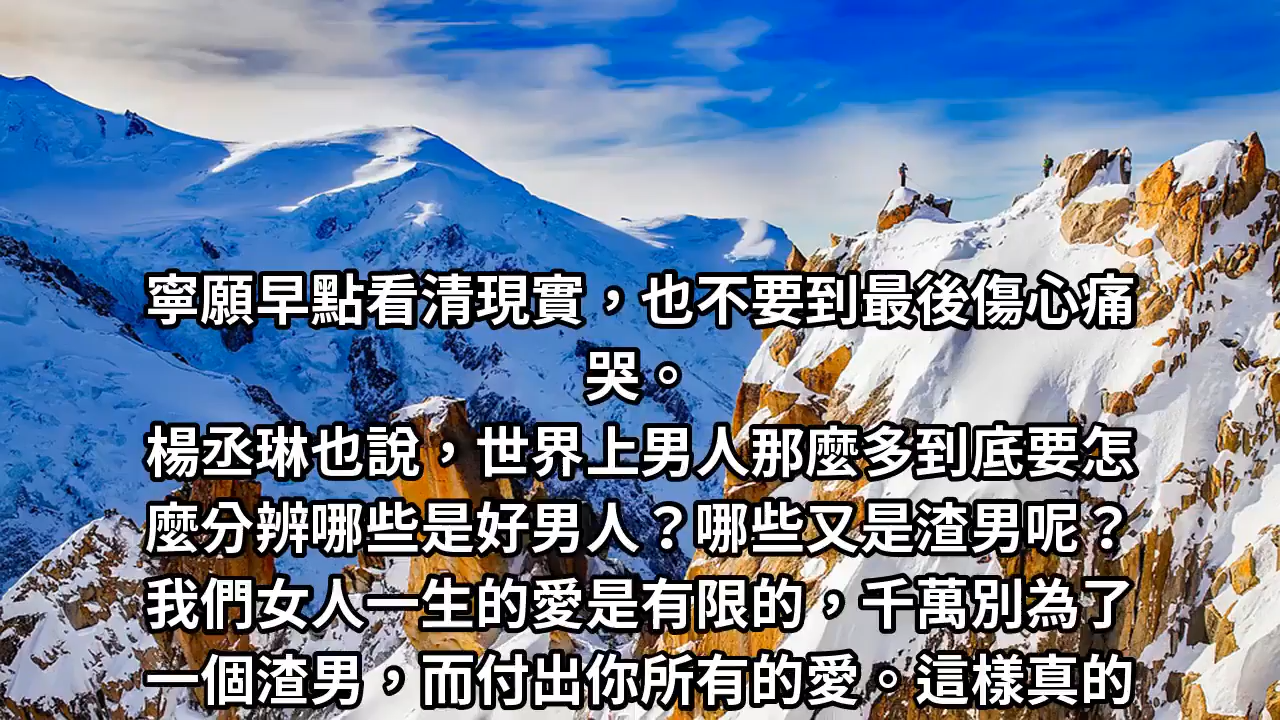 寧願早點看清現實，也不要到最後傷心痛
哭。
楊丞琳也說，世界上男人那麼多到底要怎
麼分辨哪些是好男人？哪些又是渣男呢？
我們女人一生的愛是有限的，千萬別為了
一個渣男，而付出你所有的愛。這樣真的